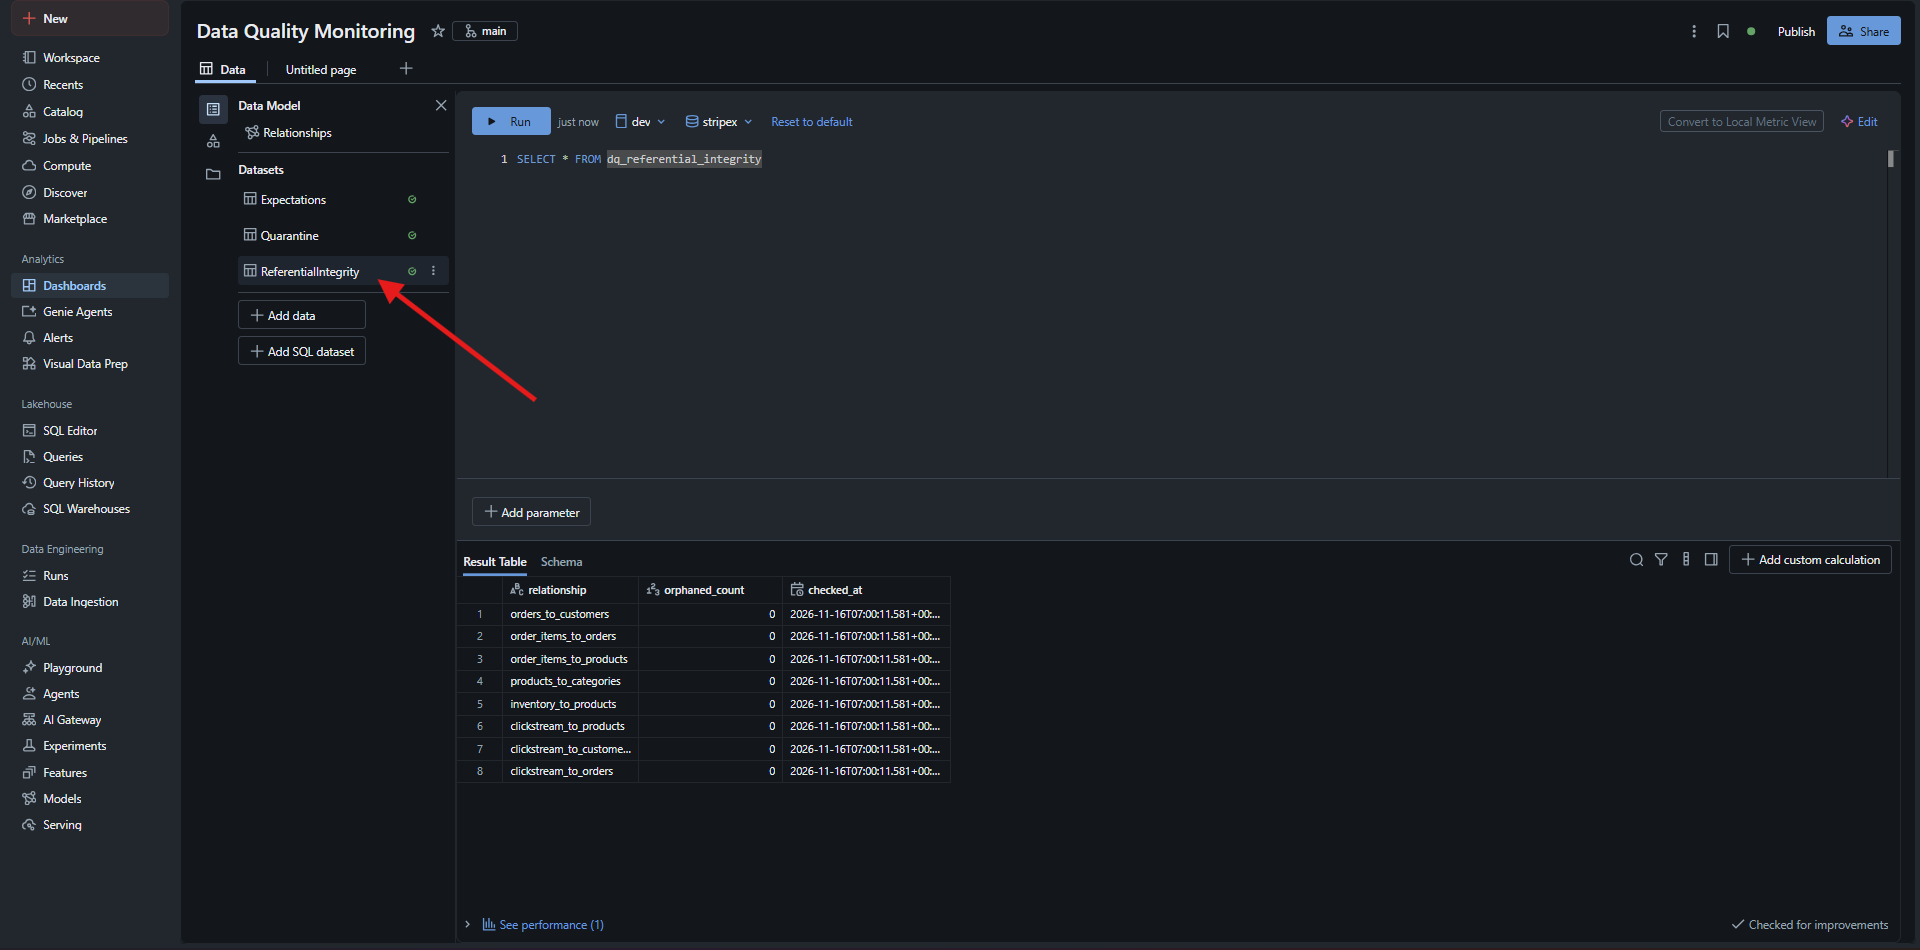 New
Workspace
Recents
Catalog
Jobs & Pipelines
Compute
Discover
Marketplace
Analytics
Dashboards
Genie Agents
Alerts
Visual Data Prep
Lakehouse
SQL Editor
Queries
Query History
SQL Warehouses
Data Engineering
Runs
Data Ingestion
AI/ML
Playground
Agents
AI Gateway
Experiments
Features
Models
Serving
Data Quality Monitoring
main
Publish
Share
Data
Untitled page
Data Model
Relationships
Datasets
Expectations
Quarantine
ReferentialIntegrity
Add data
Add SQL dataset
Run
just now
dev
stripex
Reset to default
Convert to Local Metric View
Edit
1 SELECT * FROM dq_referential_integrity
Add parameter
Result Table
Schema
Add custom calculation
relationship orphaned_count checked_at
1 orders_to_customers 0 2026-11-16T07:00:11.581+00:...
2 order_items_to_orders 0 2026-11-16T07:00:11.581+00:...
3 order_items_to_products 0 2026-11-16T07:00:11.581+00:...
4 products_to_categories 0 2026-11-16T07:00:11.581+00:...
5 inventory_to_products 0 2026-11-16T07:00:11.581+00:...
6 clickstream_to_products 0 2026-11-16T07:00:11.581+00:...
7 clickstream_to_custome... 0 2026-11-16T07:00:11.581+00:...
8 clickstream_to_orders 0 2026-11-16T07:00:11.581+00:...
See performance (1)
Checked for improvements